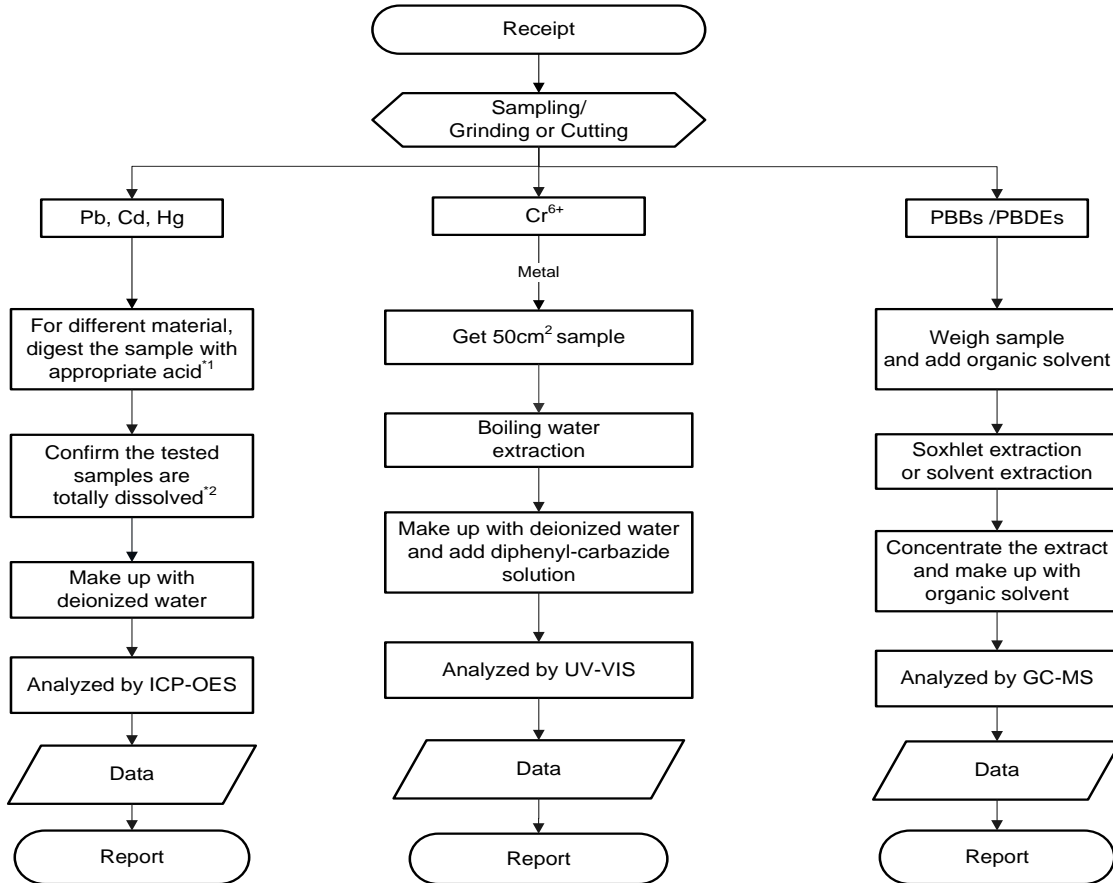 Receipt
Sampling/
Grinding or Cutting
Pb, Cd, Hg
For different material,
digest the sample with
appropriate acid*1
Confirm the tested
samples are
totally dissolved*2
Make up with
deionized water
Analyzed by ICP-OES
Data
Report
Cr6+
Metal
Get 50cm2 sample
Boiling water
extraction
Make up with deionized water
and add diphenyl-carbazide
solution
Analyzed by UV-VIS
Data
Report
PBBs /PBDEs
Weigh sample
and add organic solvent
Soxhlet extraction
or solvent extraction
Concentrate the extract
and make up with
organic solvent
Analyzed by GC-MS
Data
Report